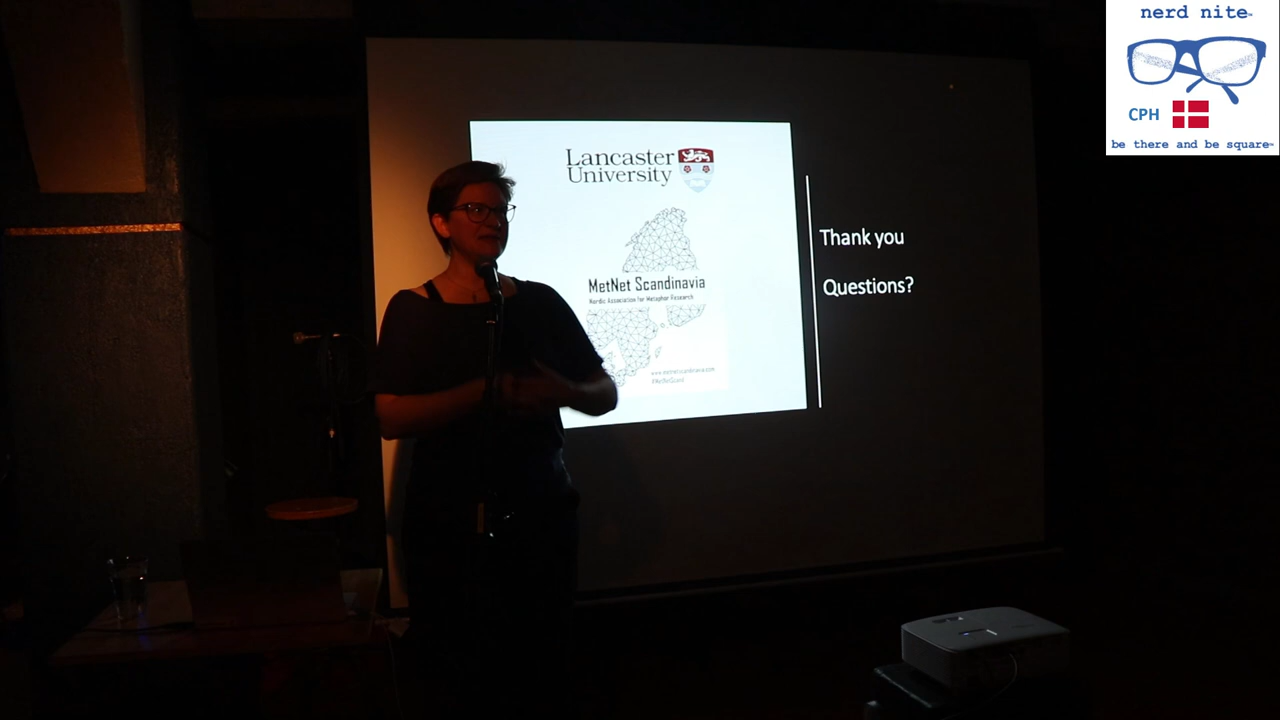 nerd nite
CPH
be there and be square
Lancaster
University
MetNet Scandinavia
Nordic Association for Metaphor Research
Thank you
Questions?